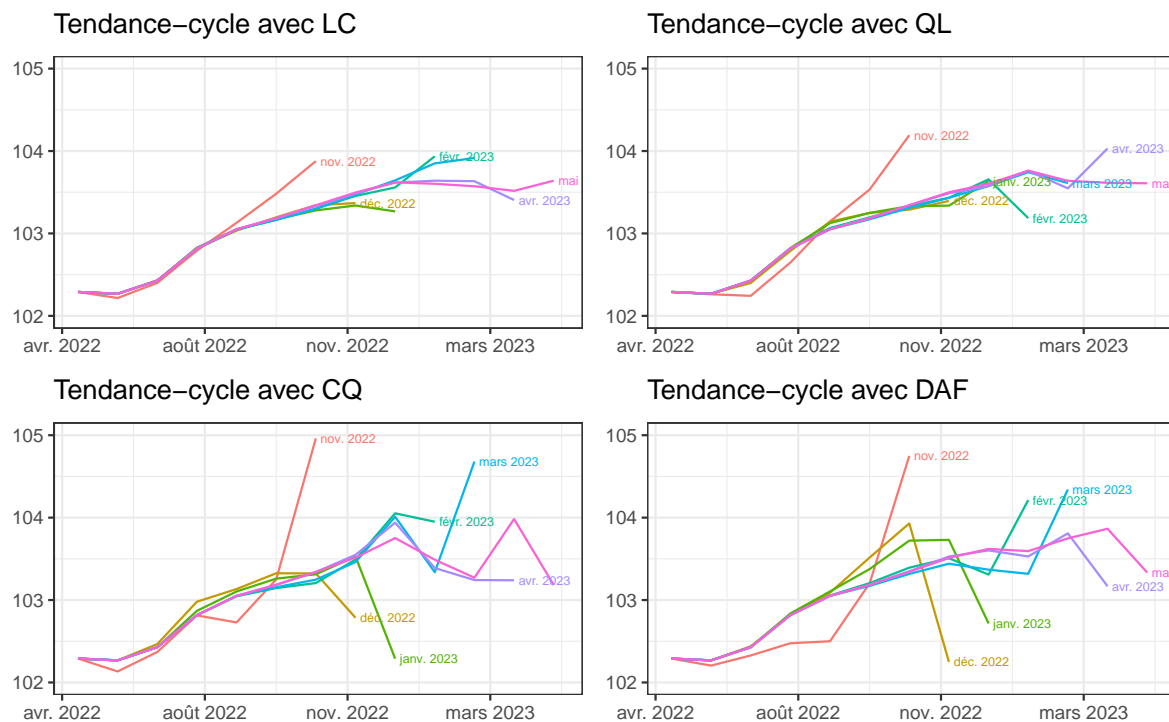 Tendance−cycle avec LC
105
104
103
102
nov. 2022
févr. 2023
déc. 2022
mai
avr. 2023
avr. 2022
août 2022
nov. 2022
mars 2023
Tendance−cycle avec QL
105
104
103
102
avr. 2023
janv. 2023
mars 2023
ma
déc. 2022
févr. 2023
avr. 2022
août 2022
nov. 2022
mars 2023
Tendance−cycle avec CQ
105
104
103
102
nov. 2022
mars 2023
févr. 2023
avr. 2023
déc. 2022
janv. 2023
avr. 2022
août 2022
nov. 2022
mars 2023
Tendance−cycle avec DAF
105
104
103
102
nov. 2022
mars 2023
févr. 2023
ma
avr. 2023
janv. 2023
déc. 2022
avr. 2022
août 2022
nov. 2022
mars 2023